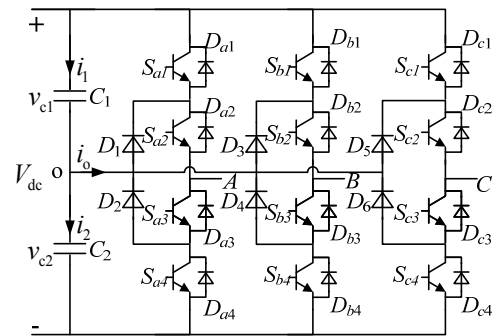 +
Da1 Db1 Dc1
Sa1 Sb1 Sc1
i1
vc1 C1
Da2 Db2 Dc2
D1 Sa2 D3 Sb2 D5 Sc2
Vdc o io
A B C
D2 Sa3 D4 Sb3 D6 Sc3
i2
vc2 C2
Da3 Db3 Dc3
Sa4 Sb4 Sc4
Da4 Db4 Dc4
-